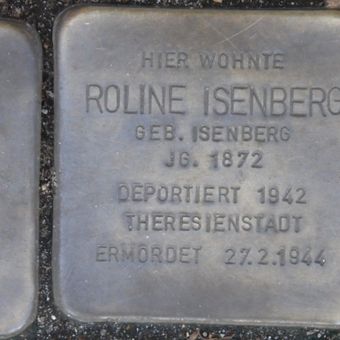 HIER WOHNTE
ROLINE ISENBERG
GEB. ISENBERG
JG. 1872
DEPORTIERT 1942
THERESIENSTADT
ERMORDET 27.2.1944